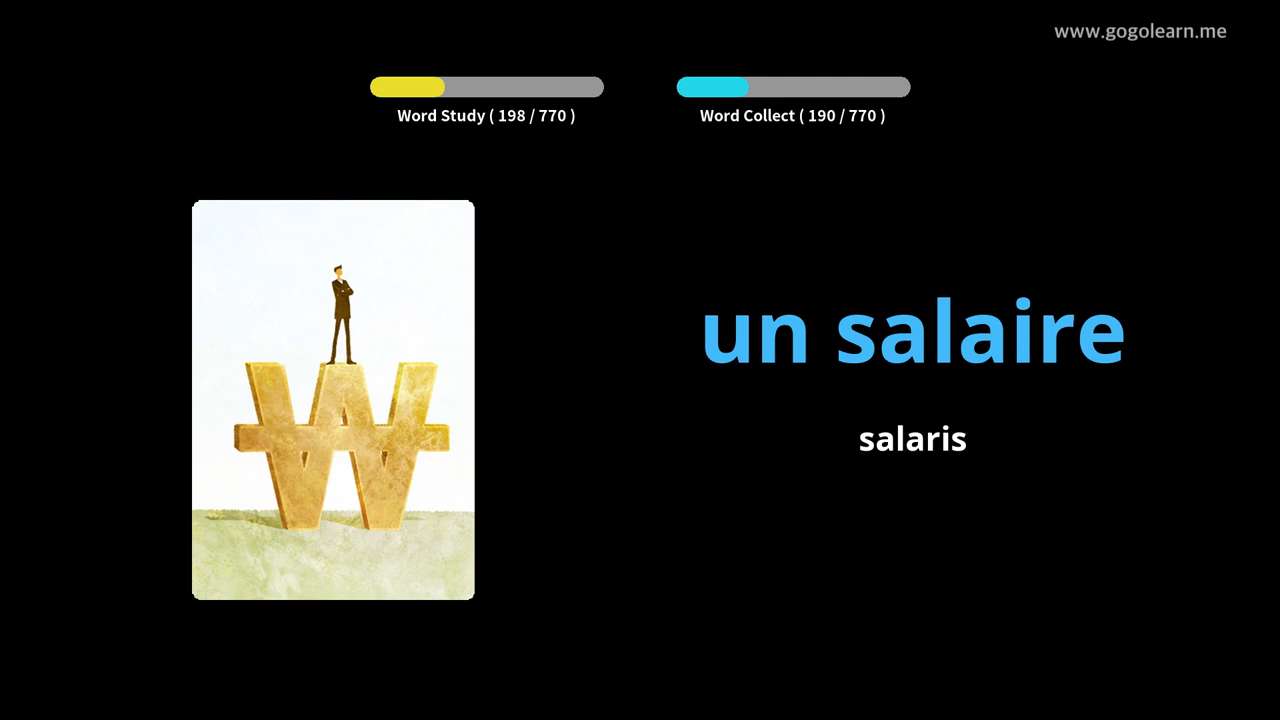 www.gogolearn.me
Word Study ( 198 / 770 )
Word Collect ( 190 / 770 )
un salaire
salaris